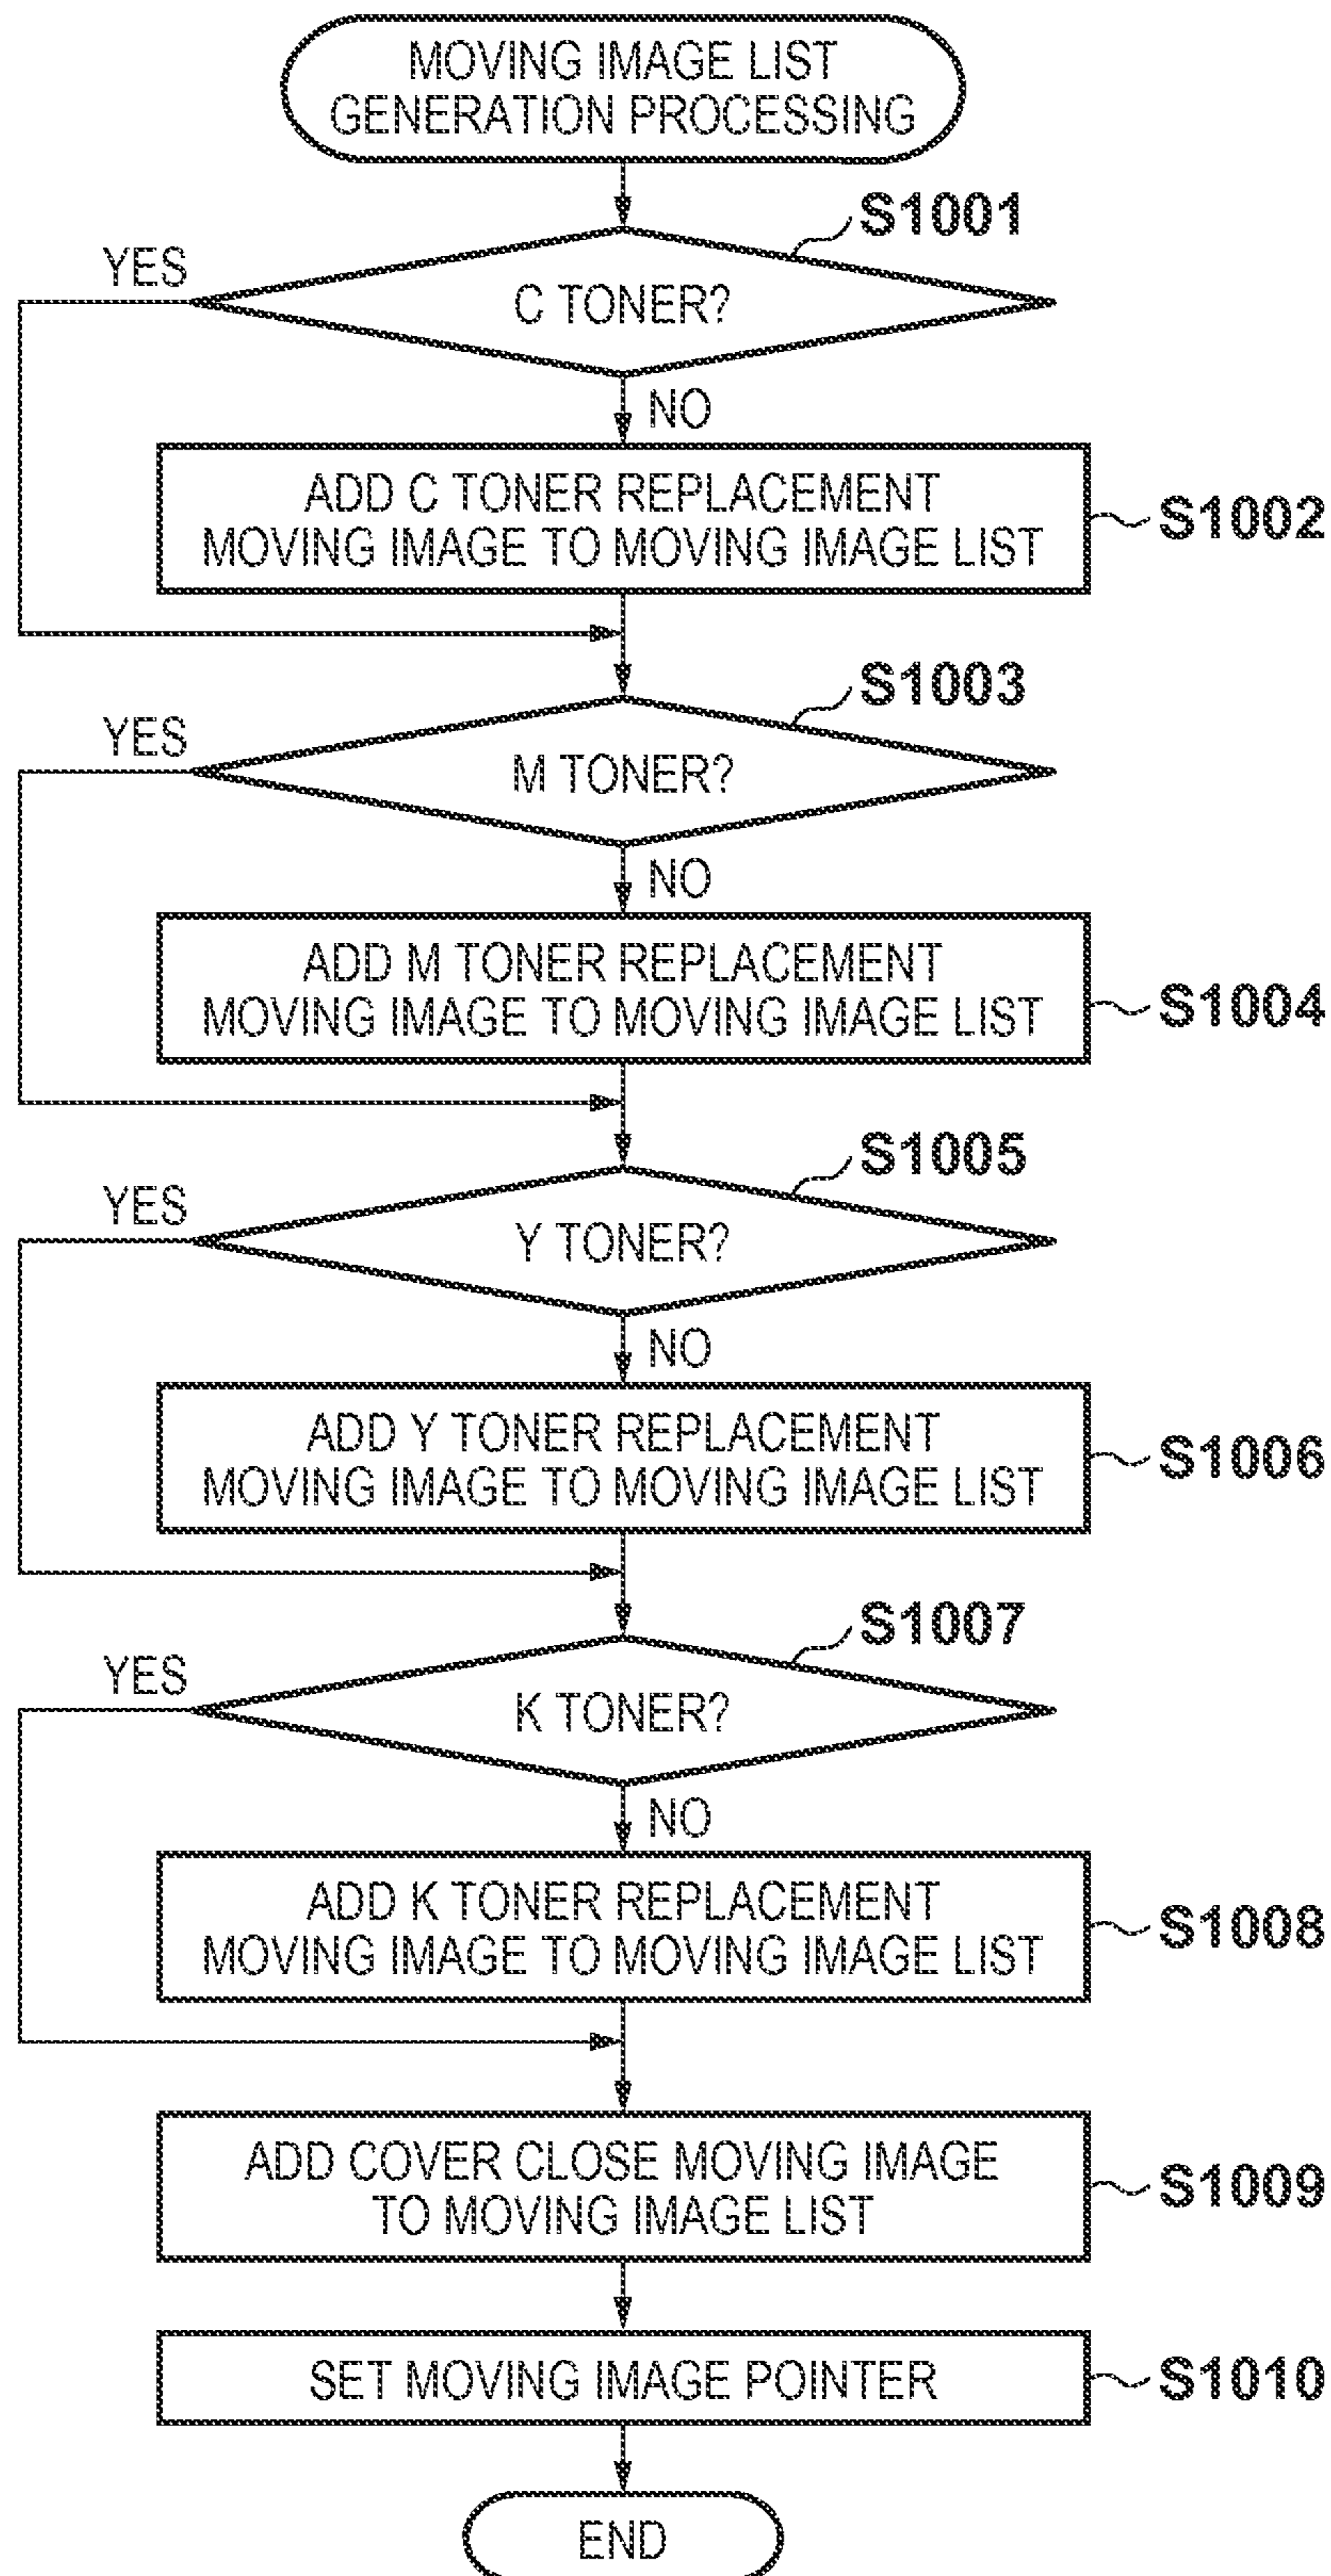 MOVING IMAGE LIST
GENERATION PROCESSING
S1001
YES
C TONER?
NO
ADD C TONER REPLACEMENT
MOVING IMAGE TO MOVING IMAGE LIST
S1002
S1003
YES
M TONER?
NO
ADD M TONER REPLACEMENT
MOVING IMAGE TO MOVING IMAGE LIST
S1004
S1005
YES
Y TONER?
NO
ADD Y TONER REPLACEMENT
MOVING IMAGE TO MOVING IMAGE LIST
S1006
S1007
YES
K TONER?
NO
ADD K TONER REPLACEMENT
MOVING IMAGE TO MOVING IMAGE LIST
S1008
ADD COVER CLOSE MOVING IMAGE
TO MOVING IMAGE LIST
S1009
SET MOVING IMAGE POINTER
S1010
END